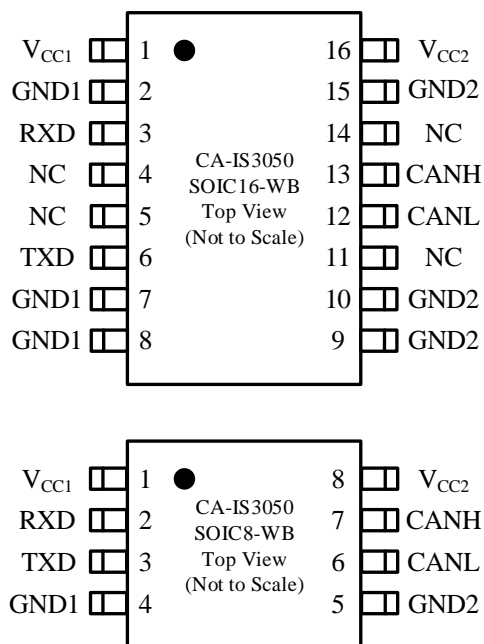 VCC1 1 16 VCC2
GND1 2 15 GND2
RXD 3 14 NC
NC 4 13 CANH
NC 5 12 CANL
TXD 6 11 NC
GND1 7 10 GND2
GND1 8 9 GND2
CA-IS3050
SOIC16-WB
Top View
(Not to Scale)
VCC1 1 8 VCC2
RXD 2 7 CANH
TXD 3 6 CANL
GND1 4 5 GND2
CA-IS3050
SOIC8-WB
Top View
(Not to Scale)